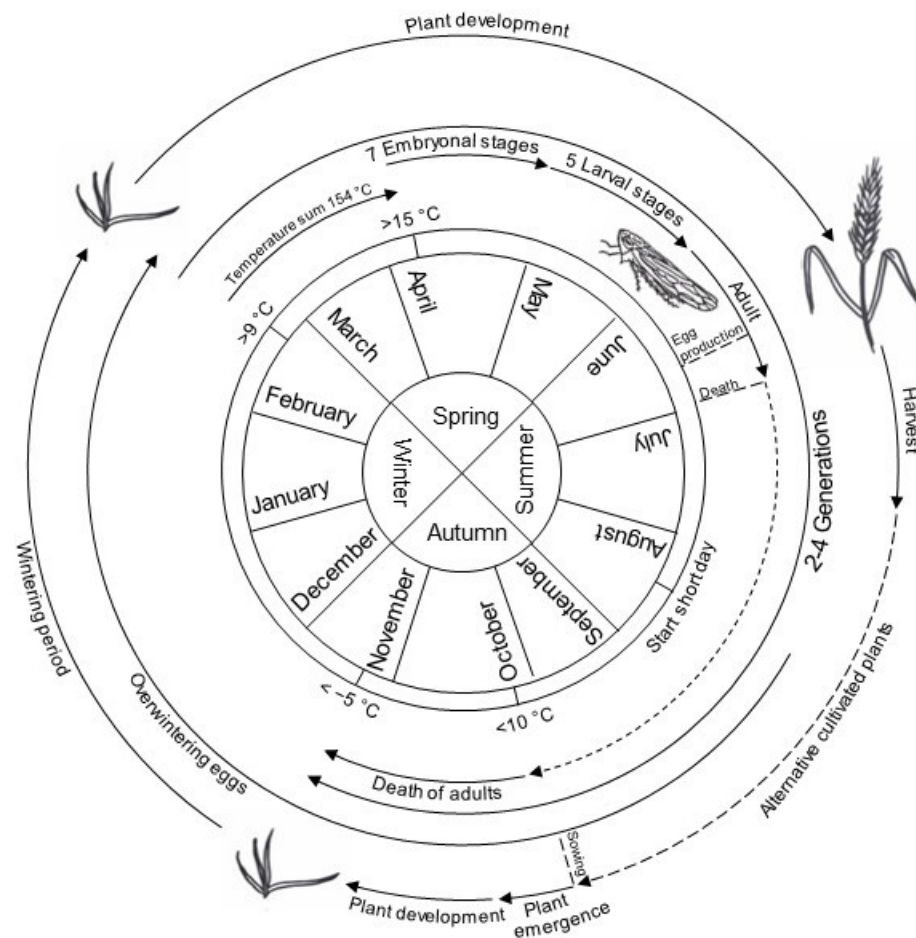 Plant development
7 Embryonal stages
5 Larval stages
Temperature sum 154 °C
>15 °C
>9 °C
Adult
Egg
production
Death
Harvest
2-4 Generations
April
May
March
June
February
July
January
August
December
September
November
October
Spring
Winter
Summer
Autumn
Start short day
< –5 °C
<10 °C
Wintering period
Overwintering eggs
Death of adults
Alternative cultivated plants
Sowing
Plant
emergence
Plant development